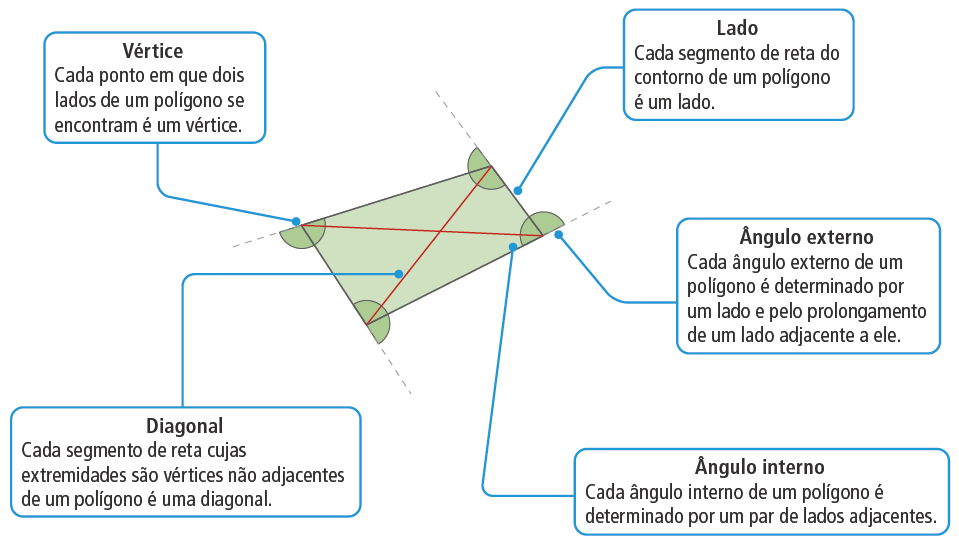 Vértice
Cada ponto em que dois
lados de um polígono se
encontram é um vértice.
Lado
Cada segmento de reta do
contorno de um polígono
é um lado.
Ângulo externo
Cada ângulo externo de um
polígono é determinado por
um lado e pelo prolongamento
de um lado adjacente a ele.
Diagonal
Cada segmento de reta cujas
extremidades são vértices não adjacentes
de um polígono é uma diagonal.
Ângulo interno
Cada ângulo interno de um polígono é
determinado por um par de lados adjacentes.